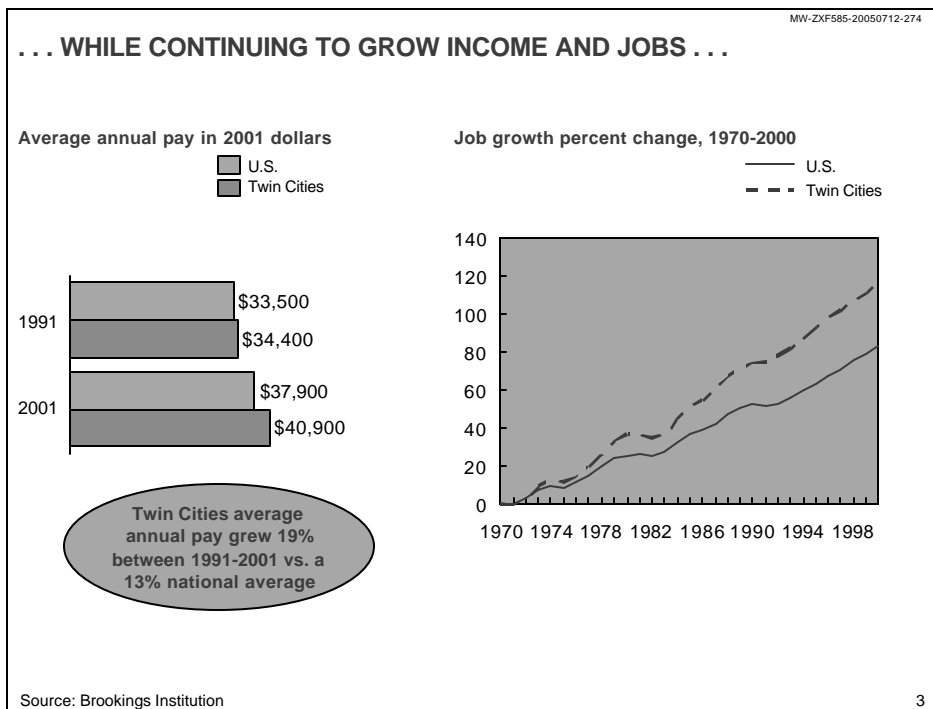 MW-ZXF585-20050712-274
. . . WHILE CONTINUING TO GROW INCOME AND JOBS . . .
Average annual pay in 2001 dollars
U.S.
Twin Cities
1991
$33,500
$34,400
2001
$37,900
$40,900
Twin Cities average
annual pay grew 19%
between 1991-2001 vs. a
13% national average
Job growth percent change, 1970-2000
U.S.
Twin Cities
140
120
100
80
60
40
20
0
1970 1974 1978 1982 1986 1990 1994 1998
Source: Brookings Institution
3